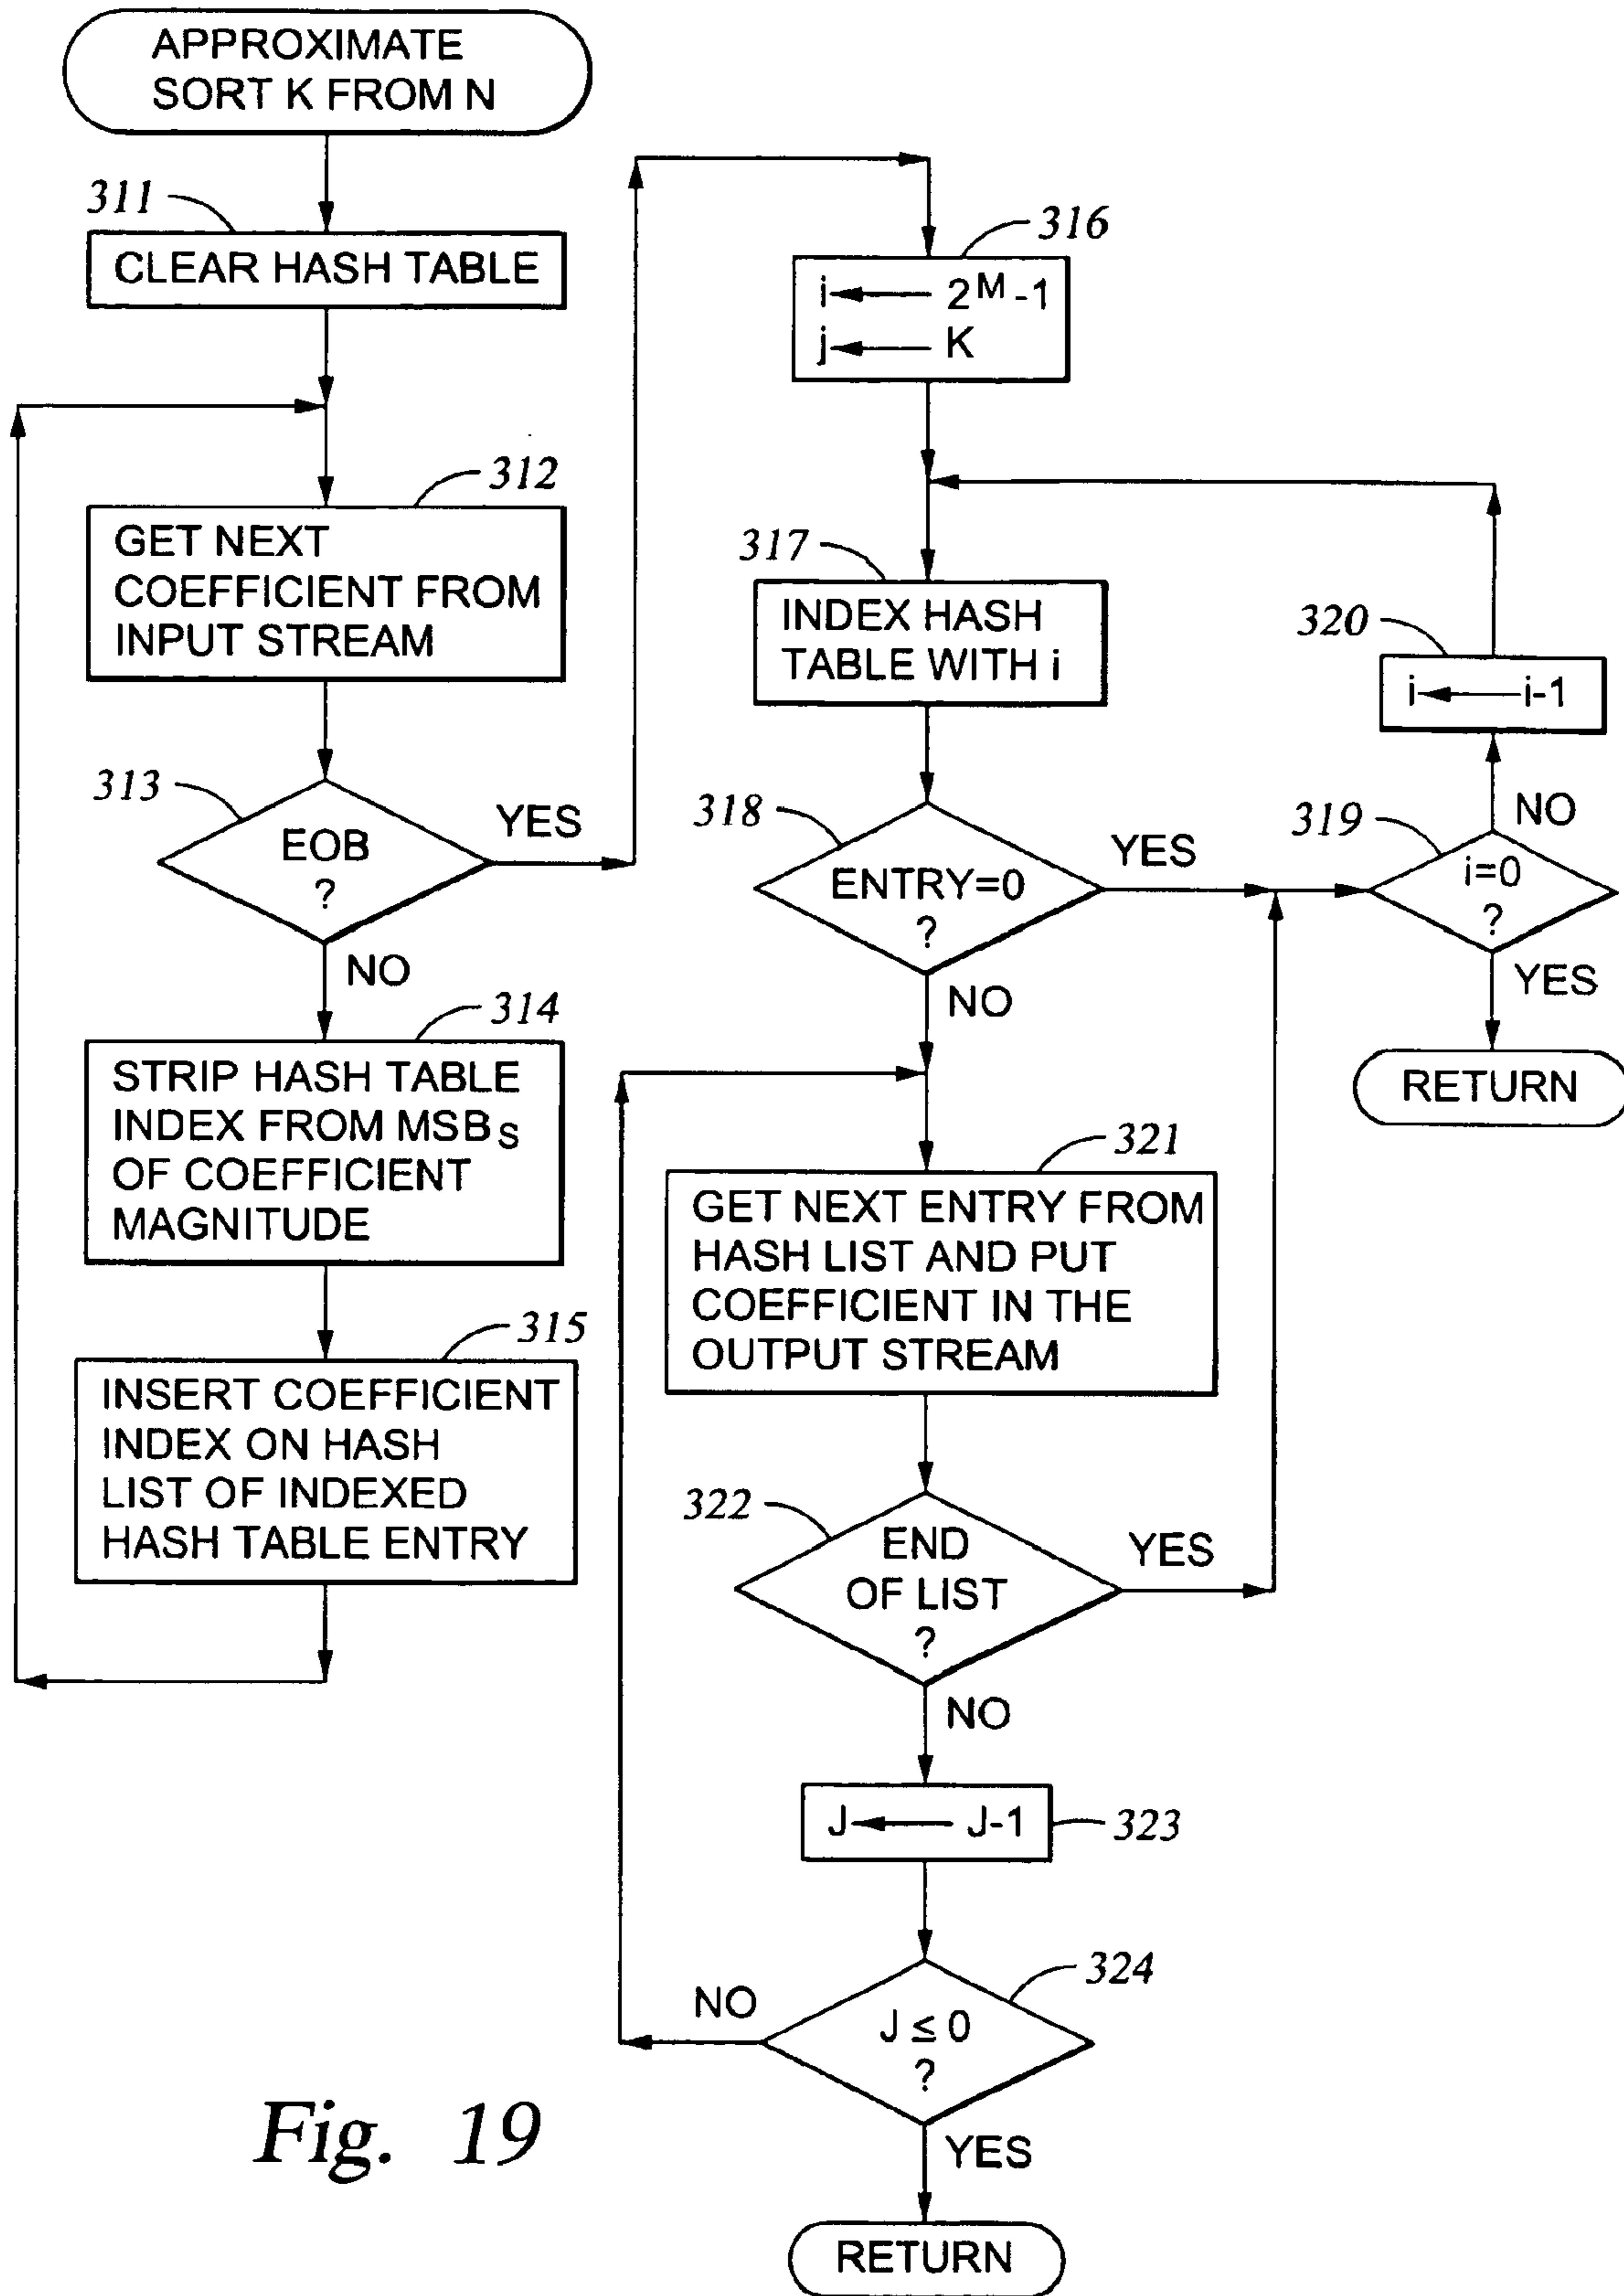 APPROXIMATE
SORT K FROM N
311
CLEAR HASH TABLE
312
GET NEXT
COEFFICIENT FROM
INPUT STREAM
313
EOB
?
YES
NO
314
STRIP HASH TABLE
INDEX FROM MSBS
OF COEFFICIENT
MAGNITUDE
315
INSERT COEFFICIENT
INDEX ON HASH
LIST OF INDEXED
HASH TABLE ENTRY
316
i ← 2^M -1
j ← K
317
INDEX HASH
TABLE WITH i
318
ENTRY=0
?
YES
NO
319
i=0
?
NO
YES
320
i ← i-1
RETURN
321
GET NEXT ENTRY FROM
HASH LIST AND PUT
COEFFICIENT IN THE
OUTPUT STREAM
322
END
OF LIST
?
YES
NO
J ← J-1
323
324
J ≤ 0
?
NO
YES
RETURN
Fig. 19